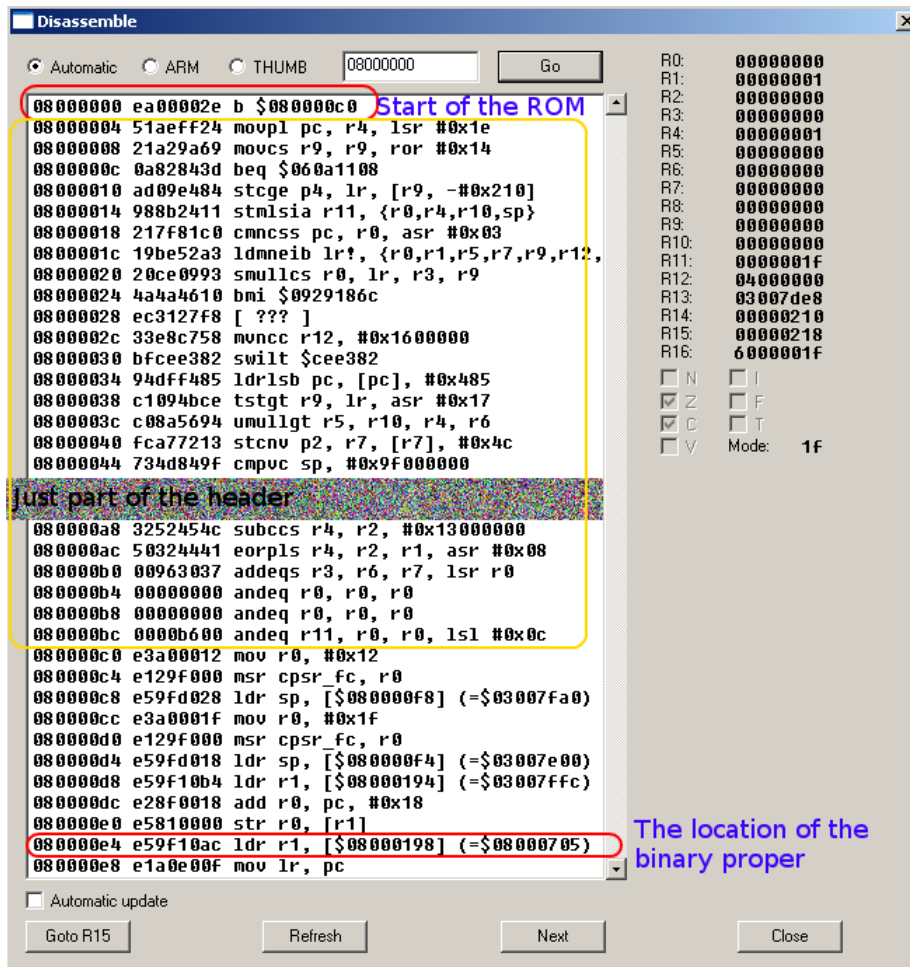 Disassemble
Automatic ARM THUMB 08000000 Go
08000000 ea00002e b $080000c0 Start of the ROM
08000004 51aeff24 movpl pc, r4, lsr #0x1e
08000008 21a29a69 movcs r9, r9, ror #0x14
0800000c 0a82843d beq $060a1108
08000010 ad09e484 stcge p4, lr, [r9, -#0x210]
08000014 988b2411 stmlsia r11, {r0,r4,r10,sp}
08000018 217f81c0 cmncss pc, r0, asr #0x03
0800001c 19be52a3 ldmneib lr!, {r0,r1,r5,r7,r9,r12,
08000020 20ce0993 smullcs r0, lr, r3, r9
08000024 4a4a4610 bmi $0929186c
08000028 ec3127f8 [ ??? ]
0800002c 33e8c758 mvncc r12, #0x1600000
08000030 bfcee382 swilt $cee382
08000034 94dff485 ldrlsb pc, [pc], #0x485
08000038 c1094bce tstgt r9, lr, asr #0x17
0800003c c08a5694 umullgt r5, r10, r4, r6
08000040 fca77213 stcnv p2, r7, [r7], #0x4c
08000044 734d849f cmpvc sp, #0x9f000000
Just part of the header
080000a8 3252454c subccs r4, r2, #0x13000000
080000ac 50324441 eorpls r4, r2, r1, asr #0x08
080000b0 00963037 addeqs r3, r6, r7, lsr r0
080000b4 00000000 andeq r0, r0, r0
080000b8 00000000 andeq r0, r0, r0
080000bc 0000b600 andeq r11, r0, r0, lsl #0x0c
080000c0 e3a00012 mov r0, #0x12
080000c4 e129f000 msr cpsr_fc, r0
080000c8 e59fd028 ldr sp, [$080000f8] (=$03007fa0)
080000cc e3a0001f mov r0, #0x1f
080000d0 e129f000 msr cpsr_fc, r0
080000d4 e59fd018 ldr sp, [$080000f4] (=$03007e00)
080000d8 e59f10b4 ldr r1, [$08000194] (=$03007ffc)
080000dc e28f0018 add r0, pc, #0x18
080000e0 e5810000 str r0, [r1]
080000e4 e59f10ac ldr r1, [$08000198] (=$08000705)
080000e8 e1a0e00f mov lr, pc
The location of the
binary proper
R0: 00000000
R1: 00000001
R2: 00000000
R3: 00000000
R4: 00000001
R5: 00000000
R6: 00000000
R7: 00000000
R8: 00000000
R9: 00000000
R10: 00000000
R11: 0000001f
R12: 04000000
R13: 03007de8
R14: 00000210
R15: 00000218
R16: 6000001f
N I
Z F
C T
V Mode: 1f
Automatic update
Goto R15 Refresh Next Close